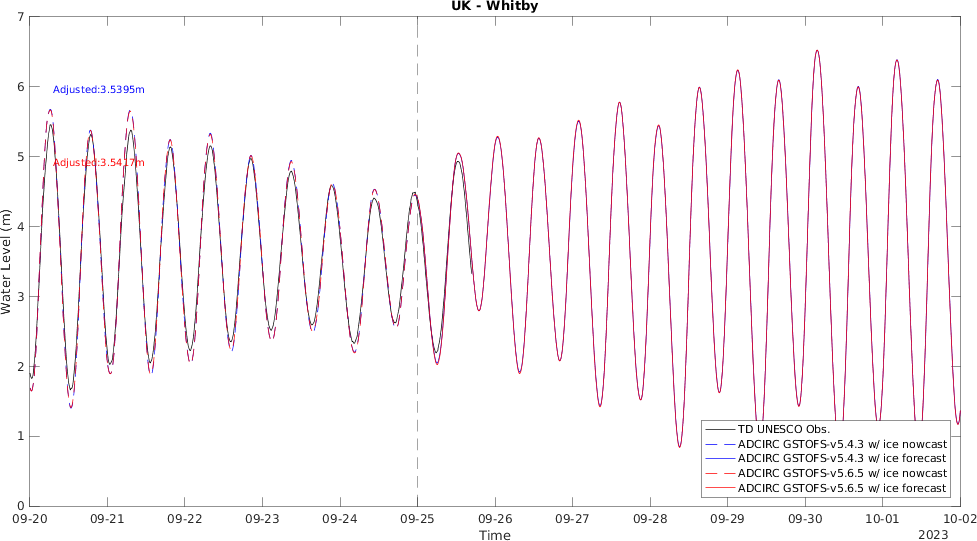 UK - Whitby
7
6
5
4
3
2
1
0
Water Level (m)
Adjusted:3.5395m
Adjusted:3.5417m
TD UNESCO Obs.
ADCIRC GSTOFS-v5.4.3 w/ ice nowcast
ADCIRC GSTOFS-v5.4.3 w/ ice forecast
ADCIRC GSTOFS-v5.6.5 w/ ice nowcast
ADCIRC GSTOFS-v5.6.5 w/ ice forecast
09-20 09-21 09-22 09-23 09-24 09-25 09-26 09-27 09-28 09-29 09-30 10-01 10-02
Time
2023